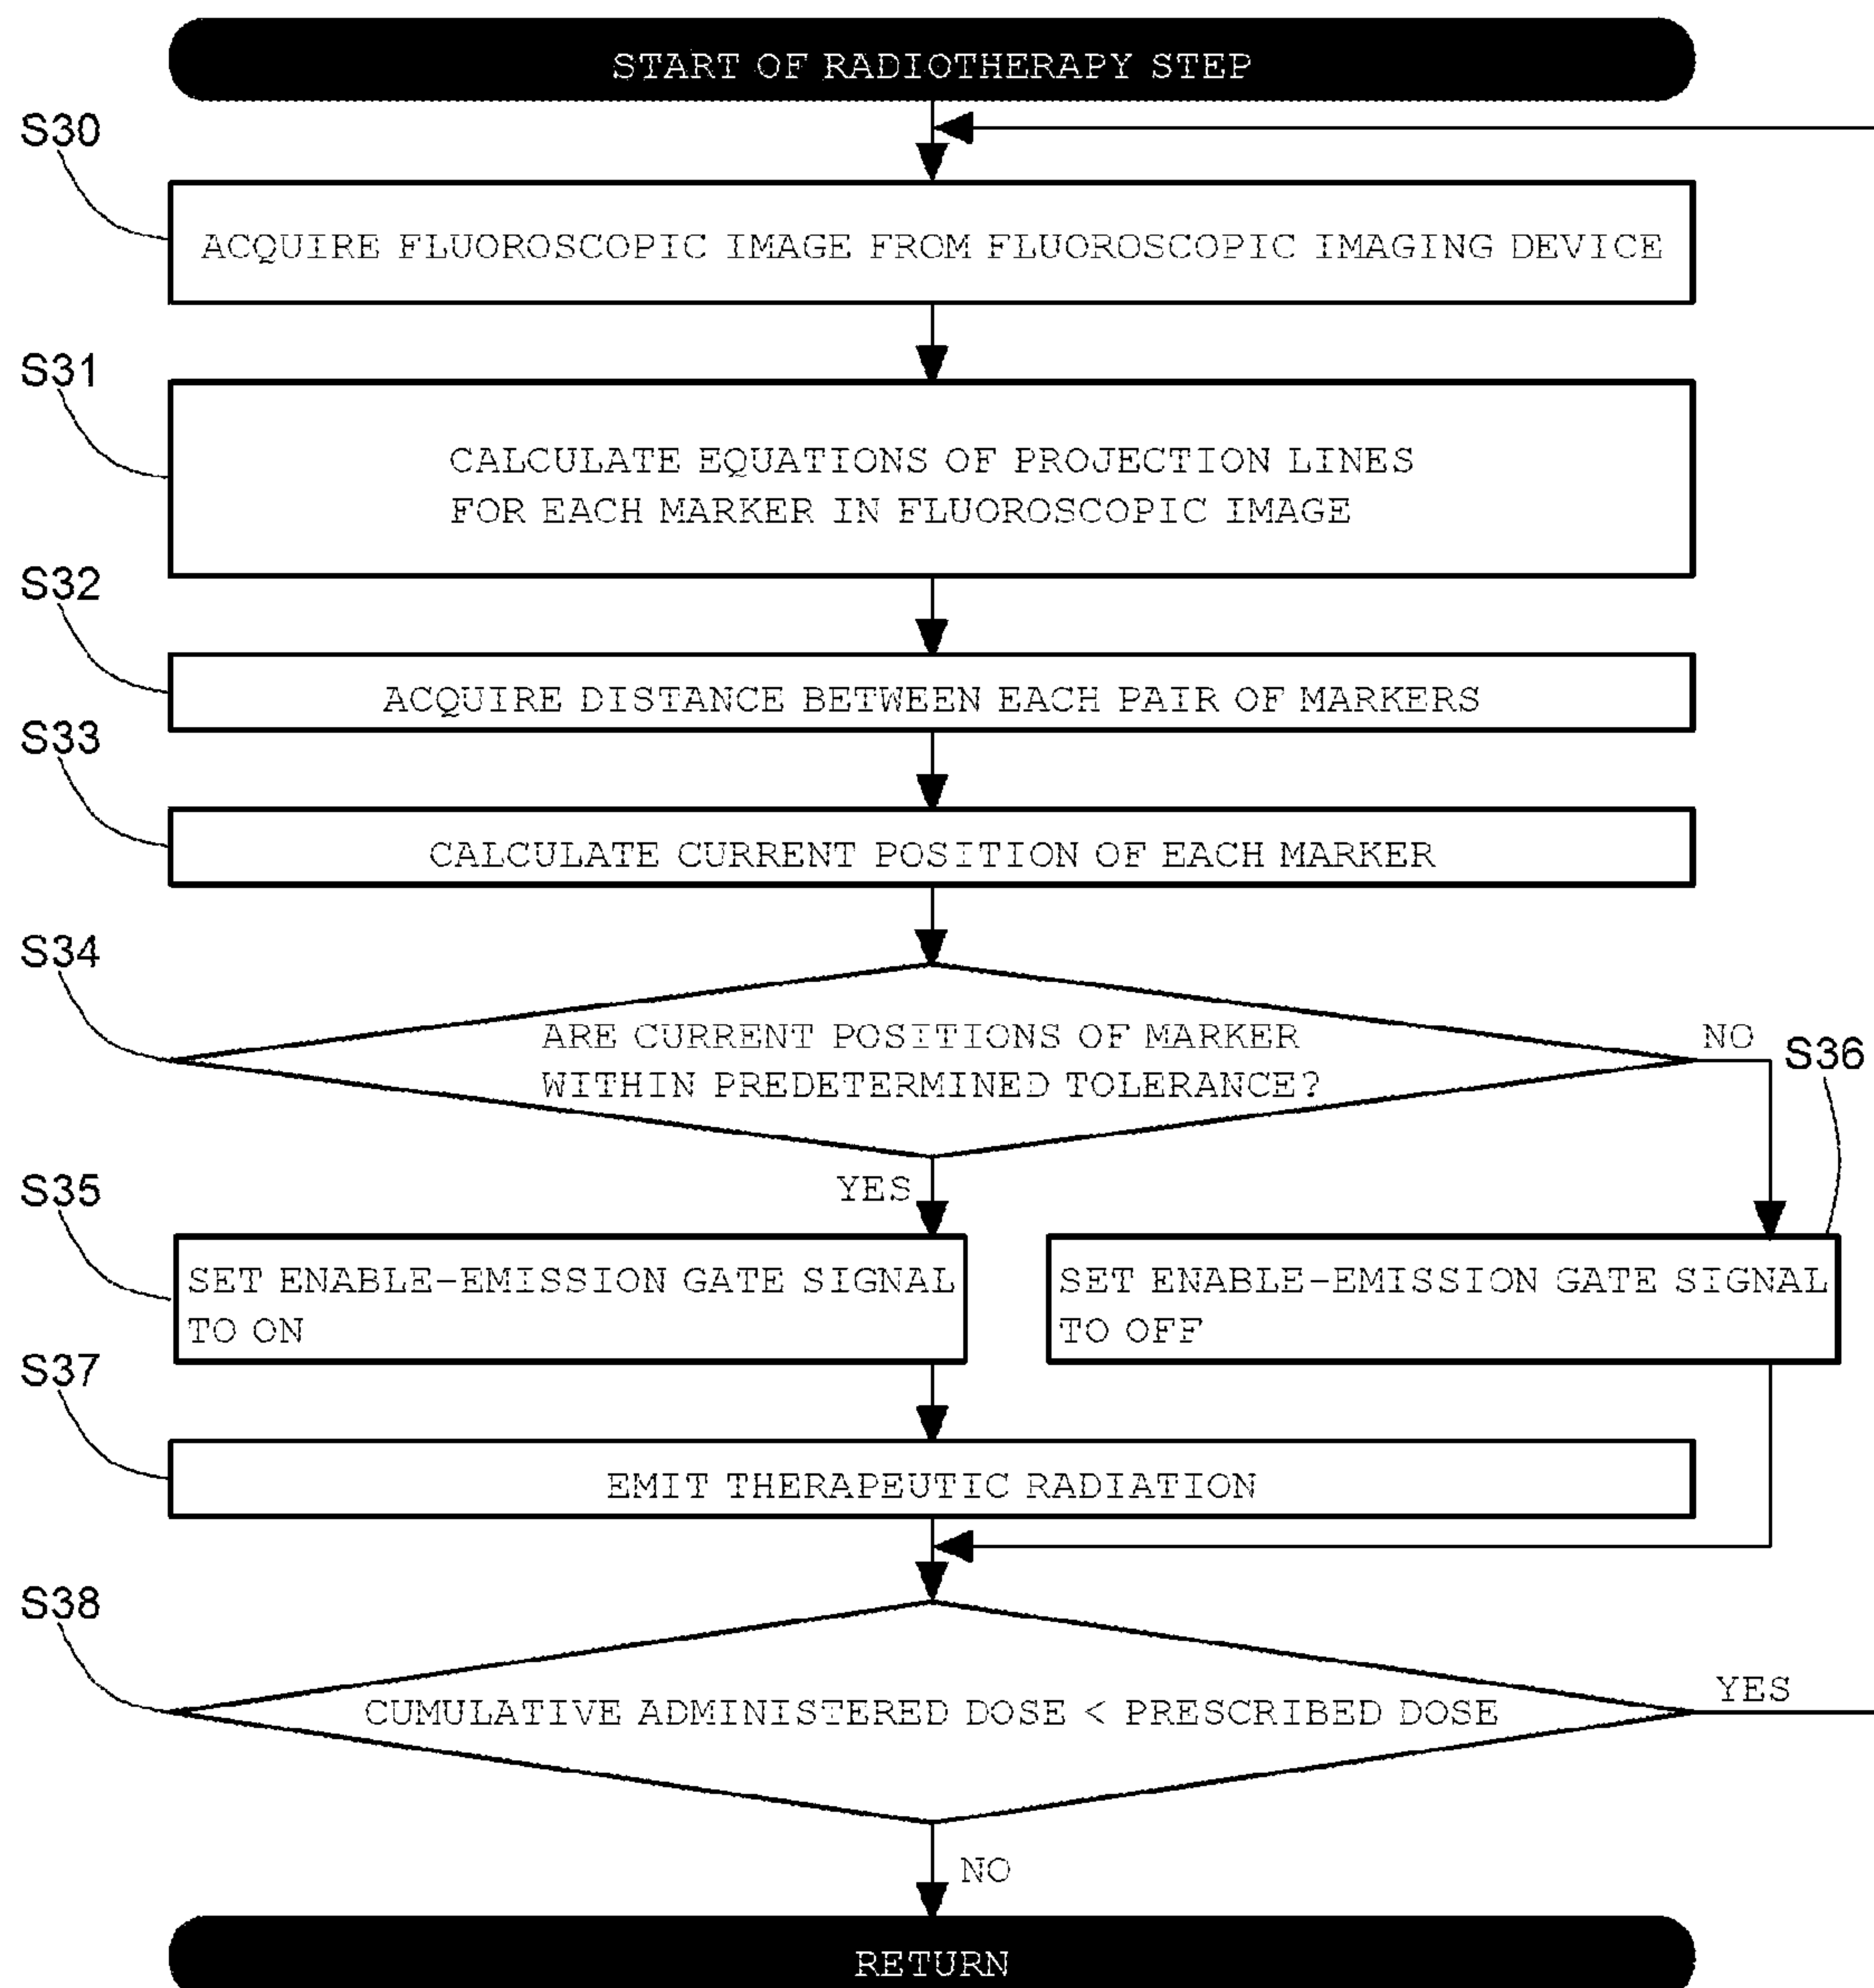 START OF RADIOTHERAPY STEP
S30
ACQUIRE FLUOROSCOPIC IMAGE FROM FLUOROSCOPIC IMAGING DEVICE
S31
CALCULATE EQUATIONS OF PROJECTION LINES
FOR EACH MARKER IN FLUOROSCOPIC IMAGE
S32
ACQUIRE DISTANCE BETWEEN EACH PAIR OF MARKERS
S33
CALCULATE CURRENT POSITION OF EACH MARKER
S34
ARE CURRENT POSITIONS OF MARKER
WITHIN PREDETERMINED TOLERANCE?
NO
S36
YES
S35
SET ENABLE-EMISSION GATE SIGNAL
TO ON
SET ENABLE-EMISSION GATE SIGNAL
TO OFF
S37
EMIT THERAPEUTIC RADIATION
S38
CUMULATIVE ADMINISTERED DOSE < PRESCRIBED DOSE
YES
NO
RETURN